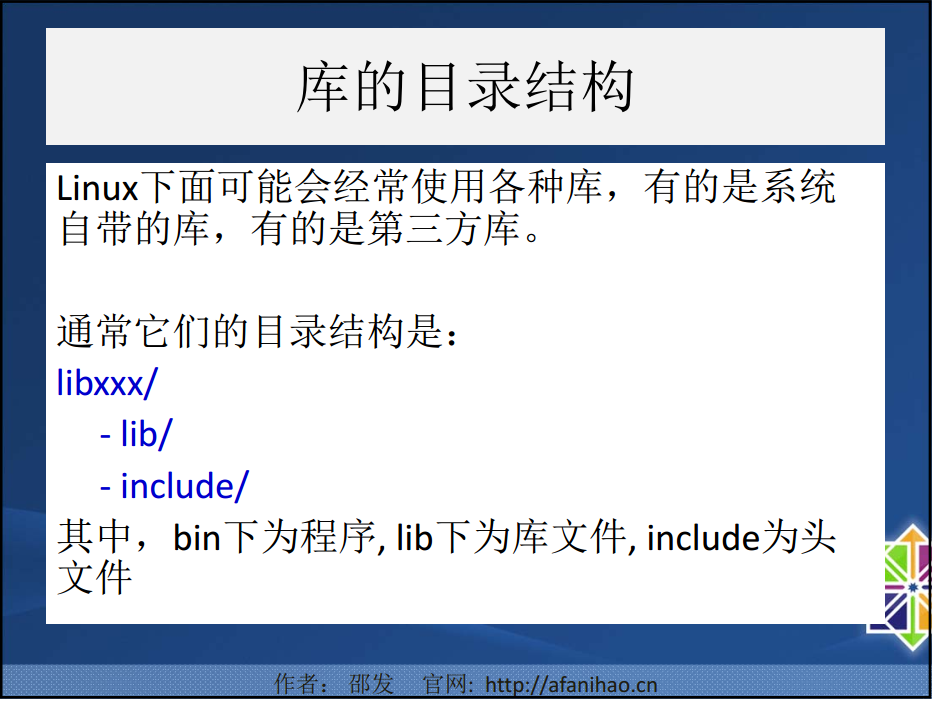 库的目录结构
Linux下面可能会经常使用各种库，有的是系统
自带的库，有的是第三方库。
通常它们的目录结构是：
libxxx/
- lib/
- include/
其中，bin下为程序, lib下为库文件, include为头
文件
作者： 邵发 官网: http://afanihao.cn